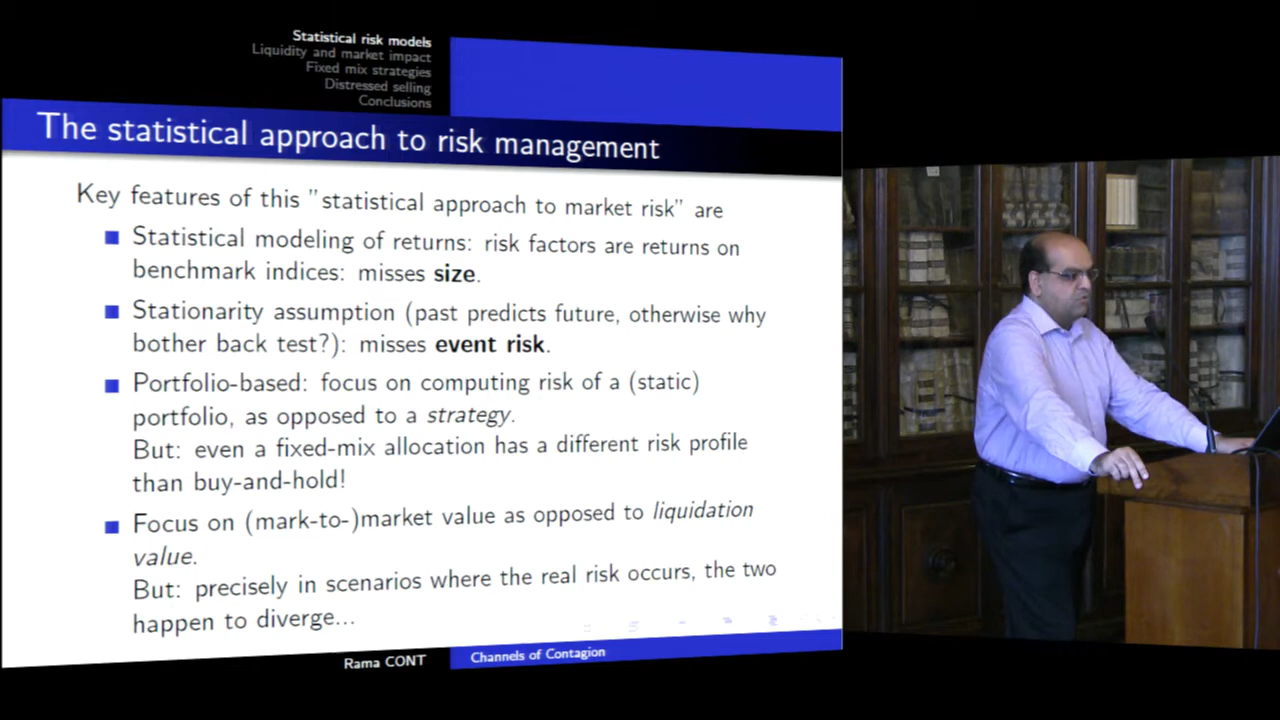 Statistical risk models
Liquidity and market impact
Fixed mix strategies
Distressed selling
Conclusions
The statistical approach to risk management
Key features of this "statistical approach to market risk" are
Statistical modeling of returns: risk factors are returns on
benchmark indices: misses size.
Stationarity assumption (past predicts future, otherwise why
bother back test?): misses event risk.
Portfolio-based: focus on computing risk of a (static)
portfolio, as opposed to a strategy.
But: even a fixed-mix allocation has a different risk profile
than buy-and-hold!
Focus on (mark-to-)market value as opposed to liquidation
value.
But: precisely in scenarios where the real risk occurs, the two
happen to diverge...
Rama CONT
Channels of Contagion